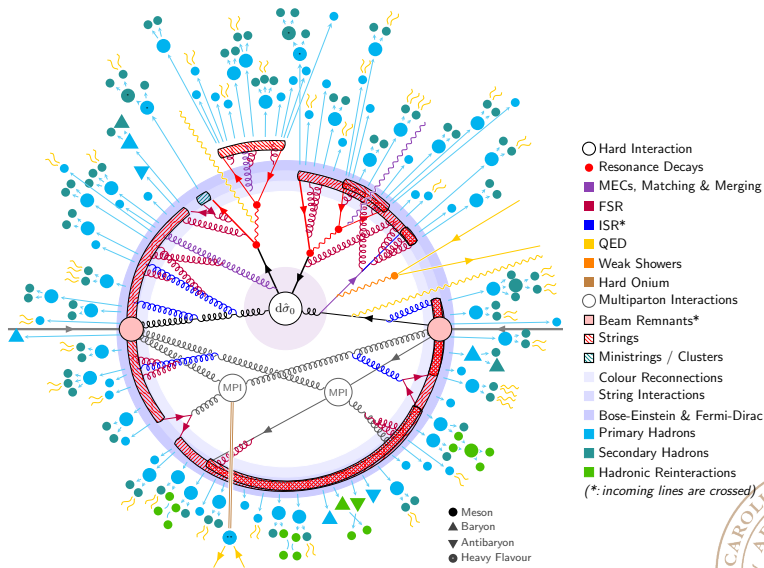 Hard Interaction
Resonance Decays
MECs, Matching & Merging
FSR
ISR*
QED
Weak Showers
Hard Onium
Multiparton Interactions
Beam Remnants*
Strings
Ministrings / Clusters
Colour Reconnections
String Interactions
Bose-Einstein & Fermi-Dirac
Primary Hadrons
Secondary Hadrons
Hadronic Reinteractions
(*: incoming lines are crossed)
dσ̂₀
MPI
MPI
Meson
Baryon
Antibaryon
Heavy Flavour
CAROL